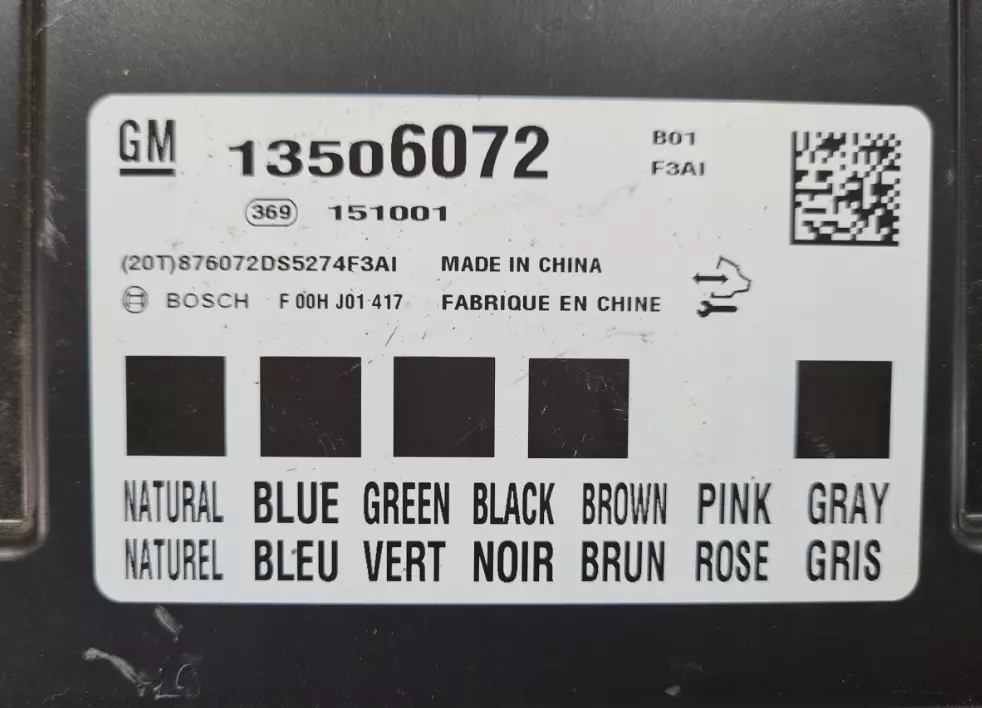 GM 13506072 B01
F3AI
369 151001
(20T)876072DS5274F3AI MADE IN CHINA
BOSCH F 00H J01 417 FABRIQUE EN CHINE
NATURAL BLUE GREEN BLACK BROWN PINK GRAY
NATUREL BLEU VERT NOIR BRUN ROSE GRIS